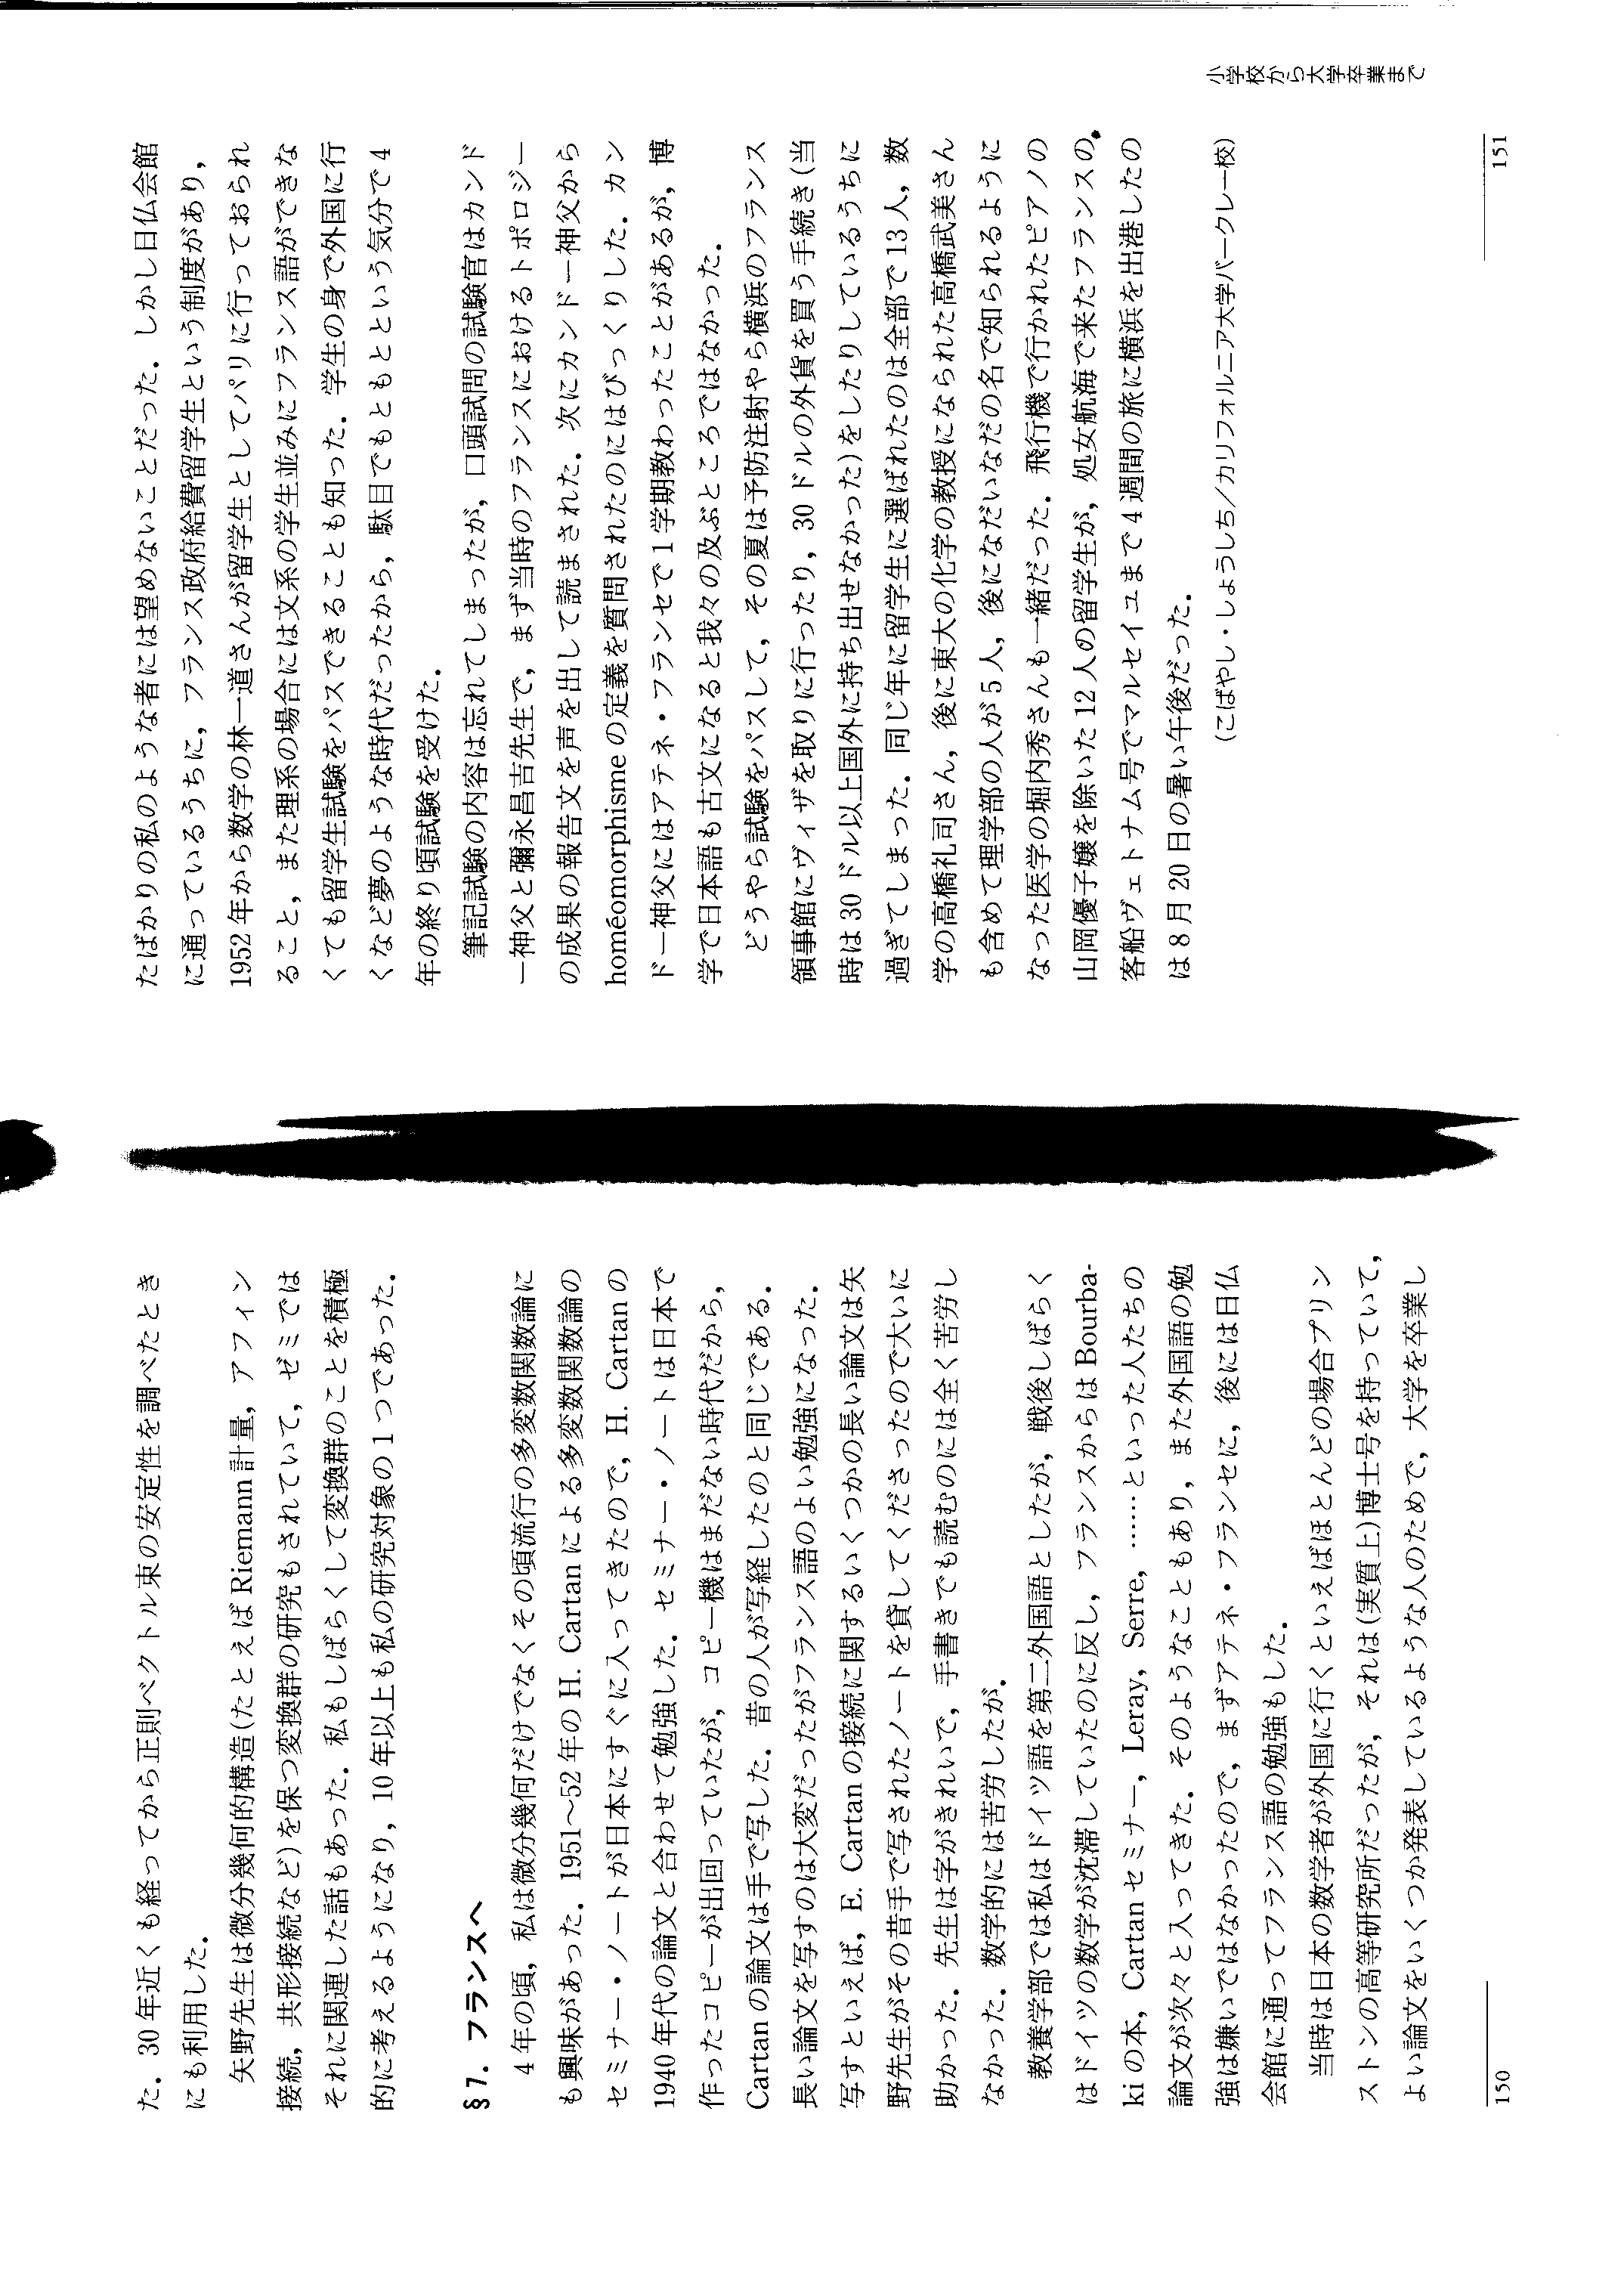 た．30年近くも経ってから正則ベクトル束の安定性を調べたとき
にも利用した．
矢野先生は微分幾何的構造（たとえば Riemann 計量，アフィン
接続，共形接続など）を保つ変換群の研究もされていて，ゼミでは
それに関連した話もあった．私もしばらくして変換群のことを積極
的に考えるようになり，10年以上も私の研究対象の1つであった．
§7．フランスへ
4年の頃，私は微分幾何だけでなくその頃流行の多変数関数論に
も興味があった．1951〜52年の H. Cartan による多変数関数論の
セミナー・ノートが日本にすぐに入ってきたので，H. Cartan の
1940年代の論文と合わせて勉強した．セミナー・ノートは日本で
作ったコピーが出回っていたが，コピー機はまだない時代だから，
Cartan の論文は手で写した．昔の人が写経したのと同じである．
長い論文を写すのは大変だったがフランス語のよい勉強になった．
写すといえば，E. Cartan の接続に関するいくつかの長い論文は矢
野先生がその昔手で写されたノートを貸してくださったので大いに
助かった．先生は字がきれいで，手書きでも読むのには全く苦労し
なかった．数学的には苦労したが．
教養学部では私はドイツ語を第二外国語としたが，戦後しばらく
はドイツの数学が沈滞していたのに反し，フランスからは Bourba-
ki の本，Cartan セミナー，Leray，Serre，……といった人たちの
論文が次々と入ってきた．そのようなこともあり，また外国語の勉
強は嫌いではなかったので，まずアテネ・フランセに，後には日仏
会館に通ってフランス語の勉強もした．
当時は日本の数学者が外国に行くといえばほとんどの場合プリン
ストンの高等研究所だったが，それは（実質上）博士号を持っていて，
よい論文をいくつか発表しているような人のためで，大学を卒業し
150
たばかりの私のような者には望めないことだった．しかし日仏会館
に通っているうちに，フランス政府給費留学生という制度があり，
1952年から数学の林一道さんが留学生としてパリに行っておられ
ること，また理系の場合には文系の学生並みにフランス語ができな
くても留学生試験をパスできることも知った．学生の身で外国に行
くなど夢のような時代だったから，駄目でもともとという気分で4
年の終り頃試験を受けた．
筆記試験の内容は忘れてしまったが，口頭試問の試験官はカンド
ー神父と彌永昌吉先生で，まず当時のフランスにおけるトポロジー
の成果の報告文を声を出して読まされた．次にカンドー神父から
homéomorphisme の定義を質問されたのにはびっくりした．カン
ドー神父にはアテネ・フランセで1学期教わったことがあるが，博
学で日本語も古文になると我々の及ぶところではなかった．
どうやら試験をパスして，その夏は予防注射やら横浜のフランス
領事館にヴィザを取りに行ったり，30ドルの外貨を買う手続き（当
時は30ドル以上国外に持ち出せなかった）をしたりしているうちに
過ぎてしまった．同じ年に留学生に選ばれたのは全部で13人，数
学の高橋礼司さん，後に東大の化学の教授になられた高橋武美さん
も含めて理学部の人が5人，後になだいなだの名で知られるように
なった医学の堀内秀さんも一緒だった．飛行機で行かれたピアノの
山岡優子嬢を除いた12人の留学生が，処女航海で来たフランスの
客船ヴェトナム号でマルセイユまで4週間の旅に横浜を出港したの
は8月20日の暑い午後だった．
（こばやし・しょうしち／カリフォルニア大学バークレー校）
小学校から大学卒業まで
151